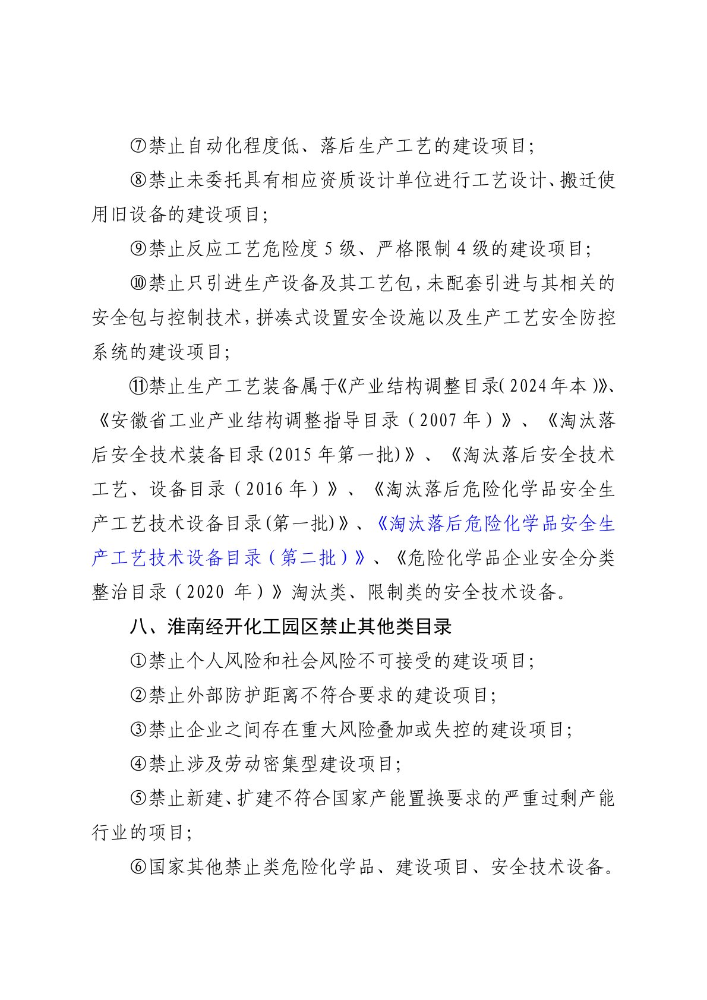 ⑦禁止自动化程度低、落后生产工艺的建设项目;
⑧禁止未委托具有相应资质设计单位进行工艺设计、搬迁使
用旧设备的建设项目;
⑨禁止反应工艺危险度 5 级、严格限制 4 级的建设项目;
⑩禁止只引进生产设备及其工艺包,未配套引进与其相关的
安全包与控制技术,拼凑式设置安全设施以及生产工艺安全防控
系统的建设项目;
⑪禁止生产工艺装备属于《产业结构调整目录(2024年本)》、
《安徽省工业产业结构调整指导目录(2007 年)》、《淘汰落
后安全技术装备目录(2015 年第一批)》、《淘汰落后安全技术
工艺、设备目录(2016 年)》、《淘汰落后危险化学品安全生
产工艺技术设备目录(第一批)》、《淘汰落后危险化学品安全生
产工艺技术设备目录(第二批)》、《危险化学品企业安全分类
整治目录(2020 年)》淘汰类、限制类的安全技术设备。
八、淮南经开化工园区禁止其他类目录
①禁止个人风险和社会风险不可接受的建设项目;
②禁止外部防护距离不符合要求的建设项目;
③禁止企业之间存在重大风险叠加或失控的建设项目;
④禁止涉及劳动密集型建设项目;
⑤禁止新建、扩建不符合国家产能置换要求的严重过剩产能
行业的项目;
⑥国家其他禁止类危险化学品、建设项目、安全技术设备。